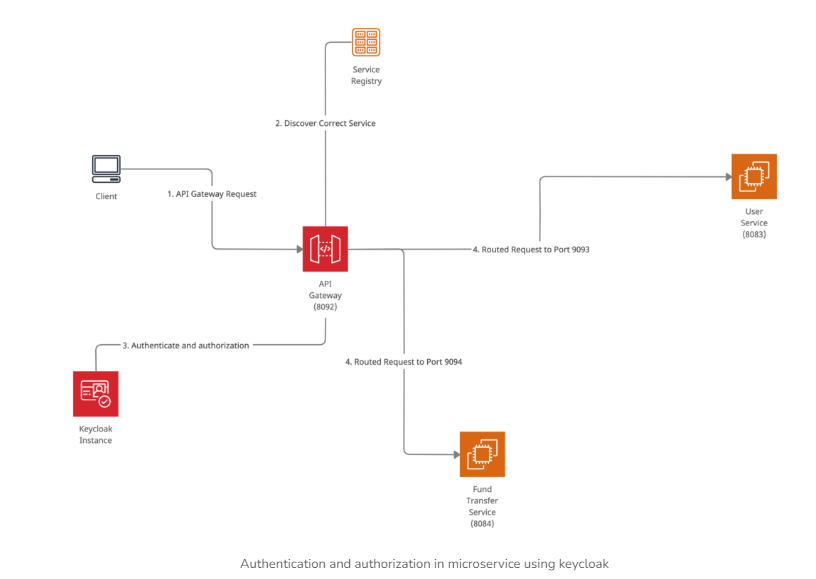 Service
Registry
2. Discover Correct Service
Client
1. API Gateway Request
User
Service
(8083)
4. Routed Request to Port 9093
API
Gateway
(8092)
3. Authenticate and authorization
4. Routed Request to Port 9094
Keycloak
Instance
Fund
Transfer
Service
(8084)
Authentication and authorization in microservice using keycloak